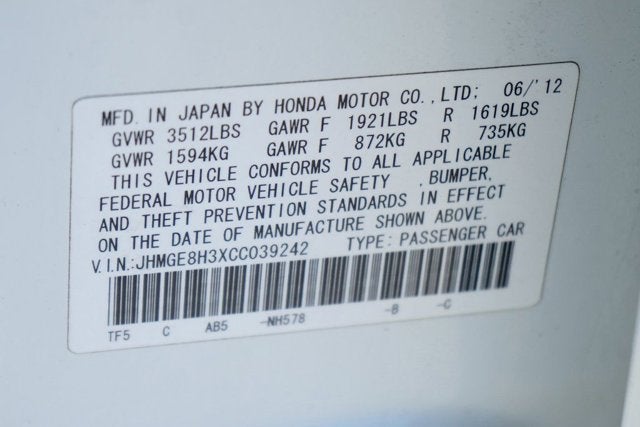 MFD. IN JAPAN BY HONDA MOTOR CO.,LTD: 06/'12
GVWR 3512LBS GAWR F 1921LBS R 1619LBS
GVWR 1594KG GAWR F 872KG R 735KG
THIS VEHICLE CONFORMS TO ALL APPLICABLE
FEDERAL MOTOR VEHICLE SAFETY , BUMPER,
AND THEFT PREVENTION STANDARDS IN EFFECT
ON THE DATE OF MANUFACTURE SHOWN ABOVE.
V.I.N.:JHMGE8H3XCC039242 TYPE: PASSENGER CAR
TF5 C AB5 -NH578 -B -C